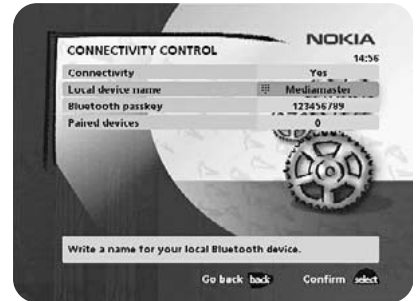 NOKIA
CONNECTIVITY CONTROL
14:56
Connectivity Yes
Local device name Mediamaster
Bluetooth passkey 123456789
Paired devices 0
Write a name for your local Bluetooth device.
Go back back Confirm select